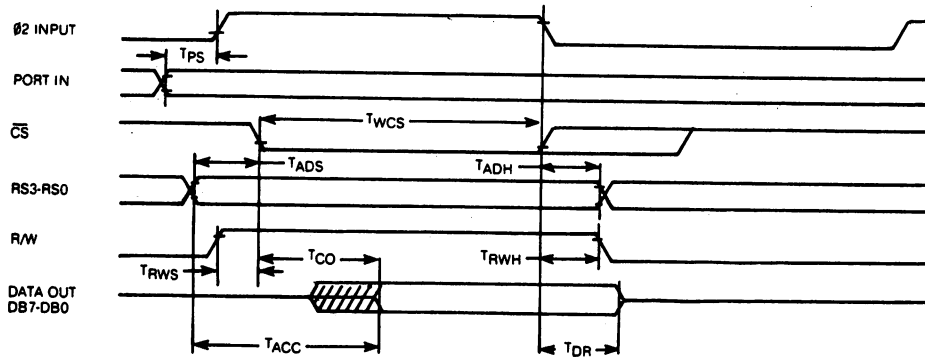 Ø2 INPUT
TPS
PORT IN
CS
TWCS
TADS
TADH
RS3-RS0
R/W
TRWS
TCO
TRWH
DATA OUT
DB7-DB0
TACC
TDR